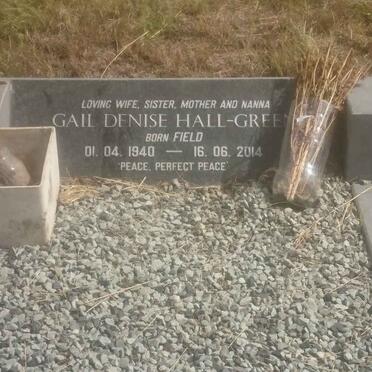 LOVING WIFE, SISTER, MOTHER AND NANNA
GAIL DENISE HALL-GREEN
BORN FIELD
01. 04. 1940 — 16. 06. 2014
"PEACE, PERFECT PEACE"